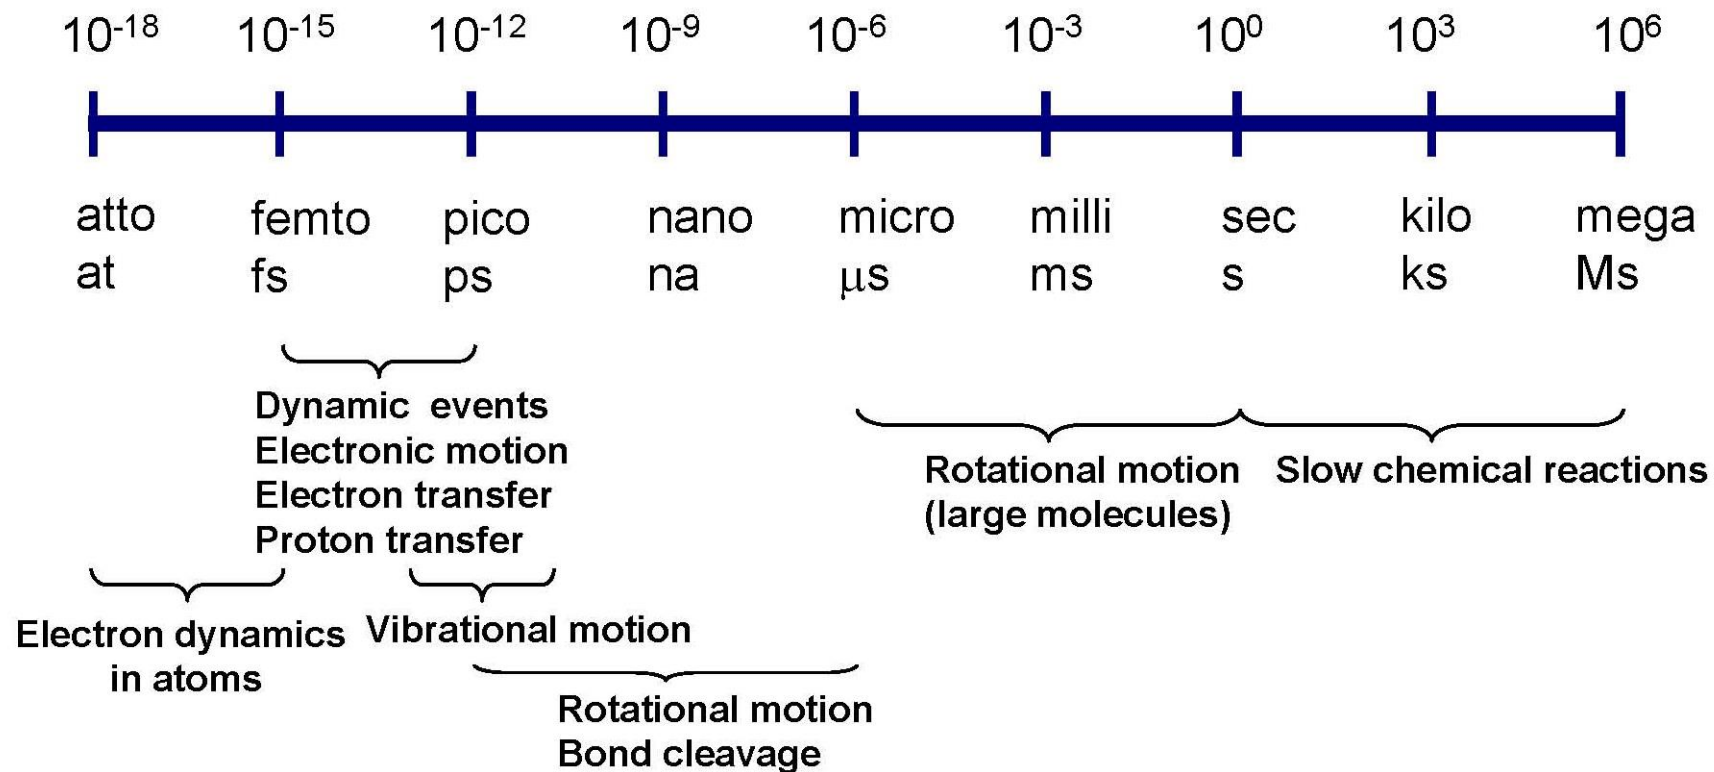 10-18 10-15 10-12 10-9 10-6 10-3 100 103 106
atto femto pico nano micro milli sec kilo mega
at fs ps na μs ms s ks Ms
Dynamic events
Electronic motion
Electron transfer
Proton transfer
Rotational motion
(large molecules)
Slow chemical reactions
Electron dynamics
in atoms
Vibrational motion
Rotational motion
Bond cleavage